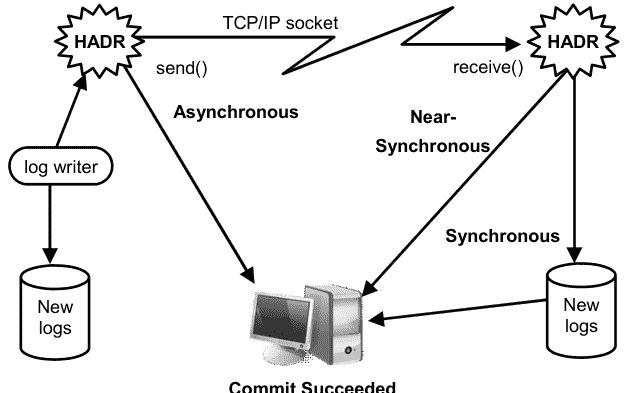 TCP/IP socket
HADR
HADR
send()
receive()
Asynchronous
Near-
Synchronous
log writer
Synchronous
New
logs
New
logs
Commit Succeeded